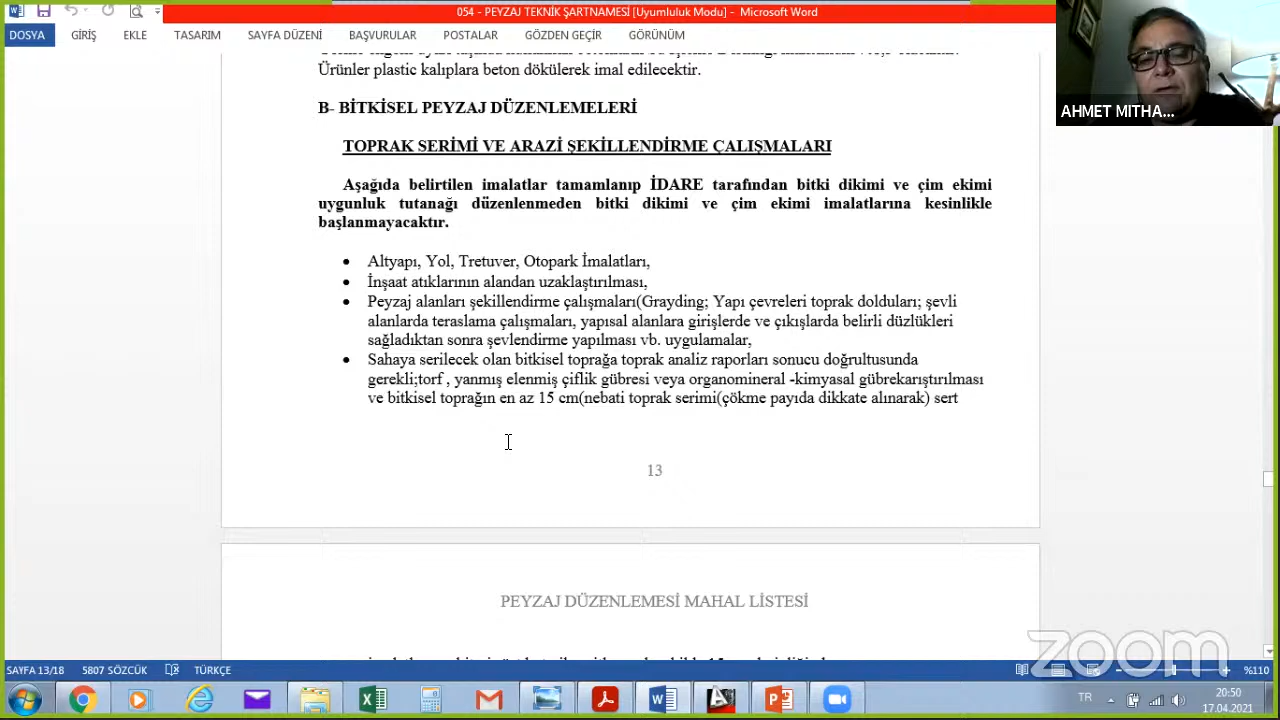 054 - PEYZAJ TEKNİK ŞARTNAMESİ [Uyumluluk Modu] - Microsoft Word
DOSYA GİRİŞ EKLE TASARIM SAYFA DÜZENİ BAŞVURULAR POSTALAR GÖZDEN GEÇİR GÖRÜNÜM
AHMET MITHA...
Ürünler plastic kalıplara beton dökülerek imal edilecektir.
B- BİTKİSEL PEYZAJ DÜZENLEMELERİ
TOPRAK SERİMİ VE ARAZİ ŞEKİLLENDİRME ÇALIŞMALARI
Aşağıda belirtilen imalatlar tamamlanıp İDARE tarafından bitki dikimi ve çim ekimi
uygunluk tutanağı düzenlenmeden bitki dikimi ve çim ekimi imalatlarına kesinlikle
başlanmayacaktır.
• Altyapı, Yol, Tretuver, Otopark İmalatları,
• İnşaat atıklarının alandan uzaklaştırılması,
• Peyzaj alanları şekillendirme çalışmaları(Grayding; Yapı çevreleri toprak dolduları; şevli
alanlarda teraslama çalışmaları, yapısal alanlara girişlerde ve çıkışlarda belirli düzlükleri
sağladıktan sonra şevlendirme yapılması vb. uygulamalar,
• Sahaya serilecek olan bitkisel toprağa toprak analiz raporları sonucu doğrultusunda
gerekli;torf , yanmış elenmiş çiflik gübresi veya organomineral -kimyasal gübrekarıştırılması
ve bitkisel toprağın en az 15 cm(nebati toprak serimi(çökme payıda dikkate alınarak) sert
13
PEYZAJ DÜZENLEMESİ MAHAL LİSTESİ
zoom
SAYFA 13/18 5807 SÖZCÜK TÜRKÇE %110
TR 20:50
17.04.2021